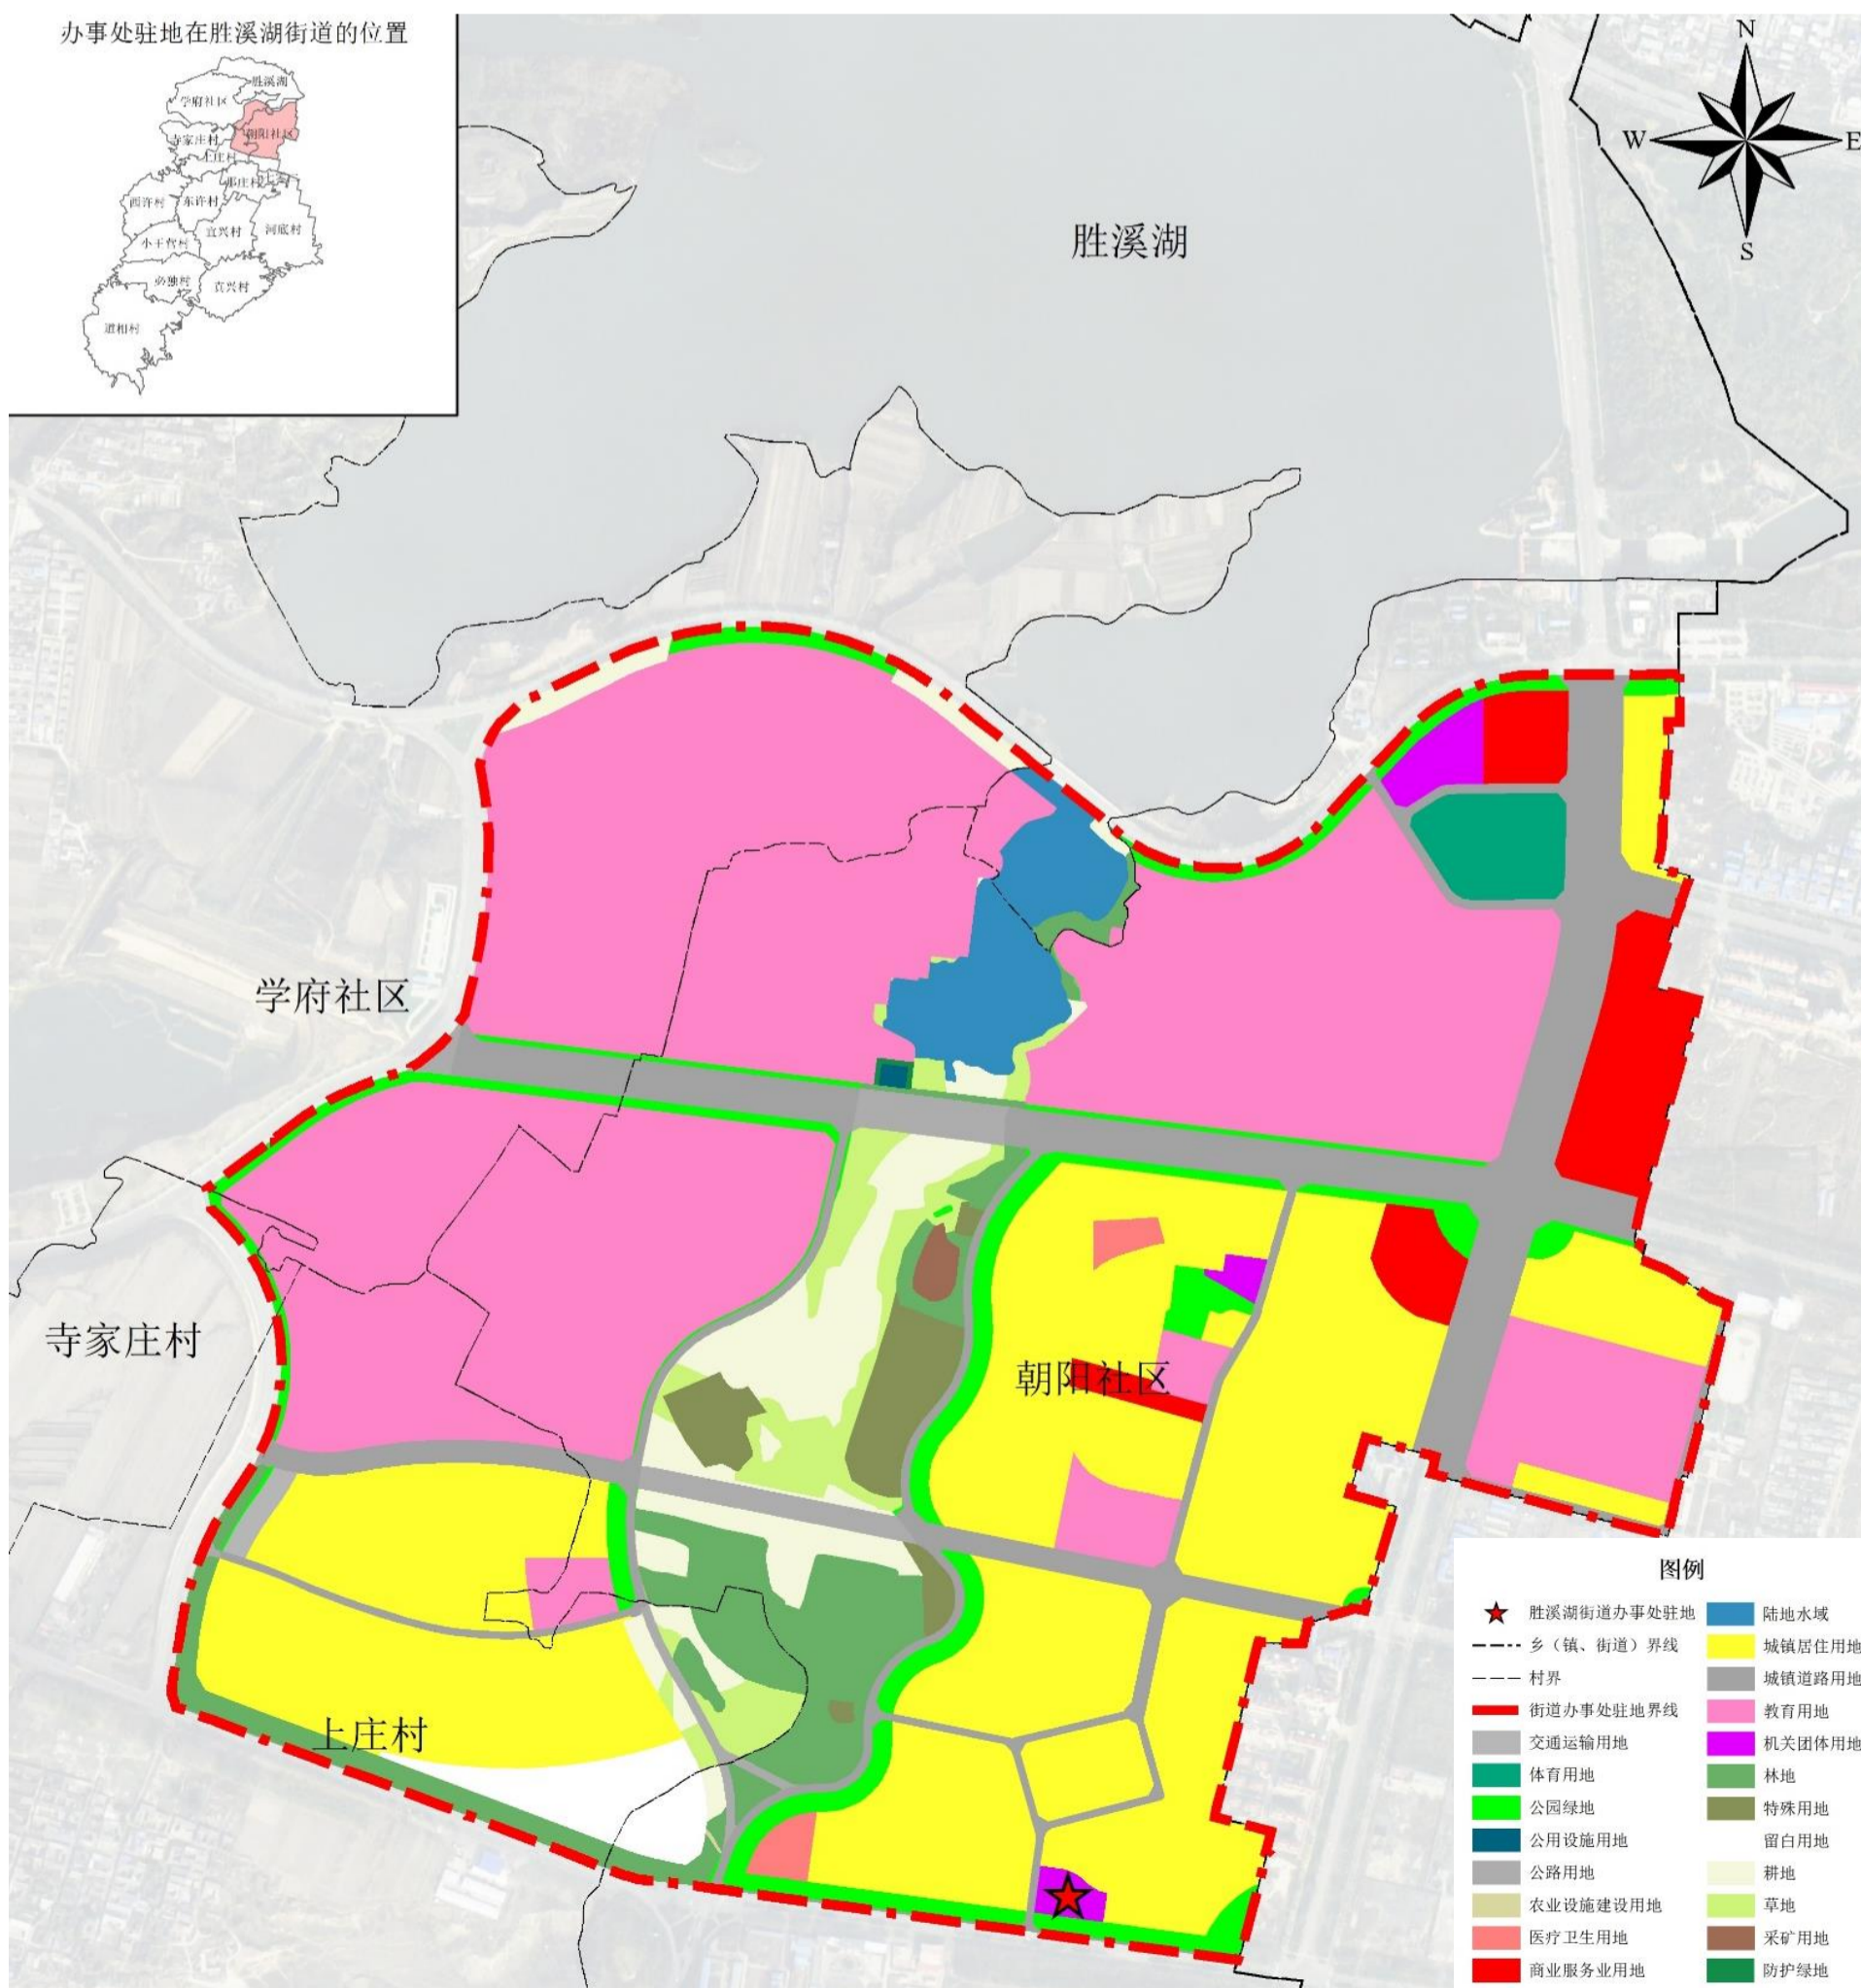 办事处驻地在胜溪湖街道的位置
胜溪湖
学府社区
朝阳社区
寺家庄村
上庄村
西许村
东许村
宜兴村
河底村
小王营村
必独村
贞兴村
道相村
N
W
E
S
胜溪湖
学府社区
寺家庄村
朝阳社区
上庄村
图例
胜溪湖街道办事处驻地
乡（镇、街道）界线
村界
街道办事处驻地界线
交通运输用地
体育用地
公园绿地
公用设施用地
公路用地
农业设施建设用地
医疗卫生用地
商业服务业用地
陆地水域
城镇居住用地
城镇道路用地
教育用地
机关团体用地
林地
特殊用地
留白用地
耕地
草地
采矿用地
防护绿地